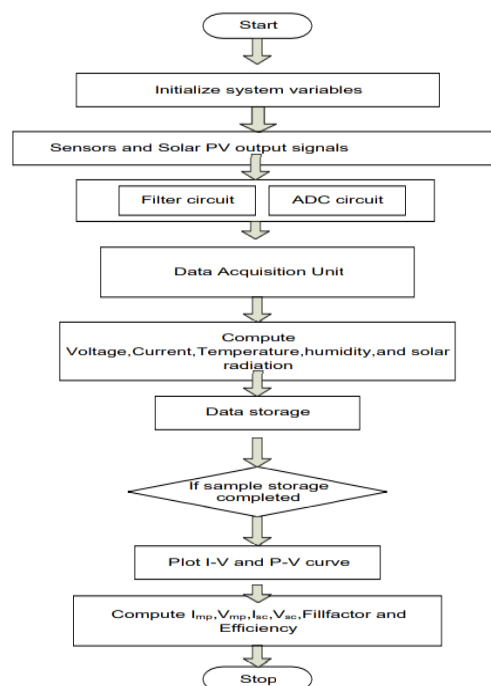 Start
Initialize system variables
Sensors and Solar PV output signals
Filter circuit
ADC circuit
Data Acquisition Unit
Compute
Voltage,Current,Temperature,humidity,and solar
radiation
Data storage
If sample storage
completed
Plot I-V and P-V curve
Compute Imp,Vmp,Isc,Vsc,Fillfactor and
Efficiency
Stop